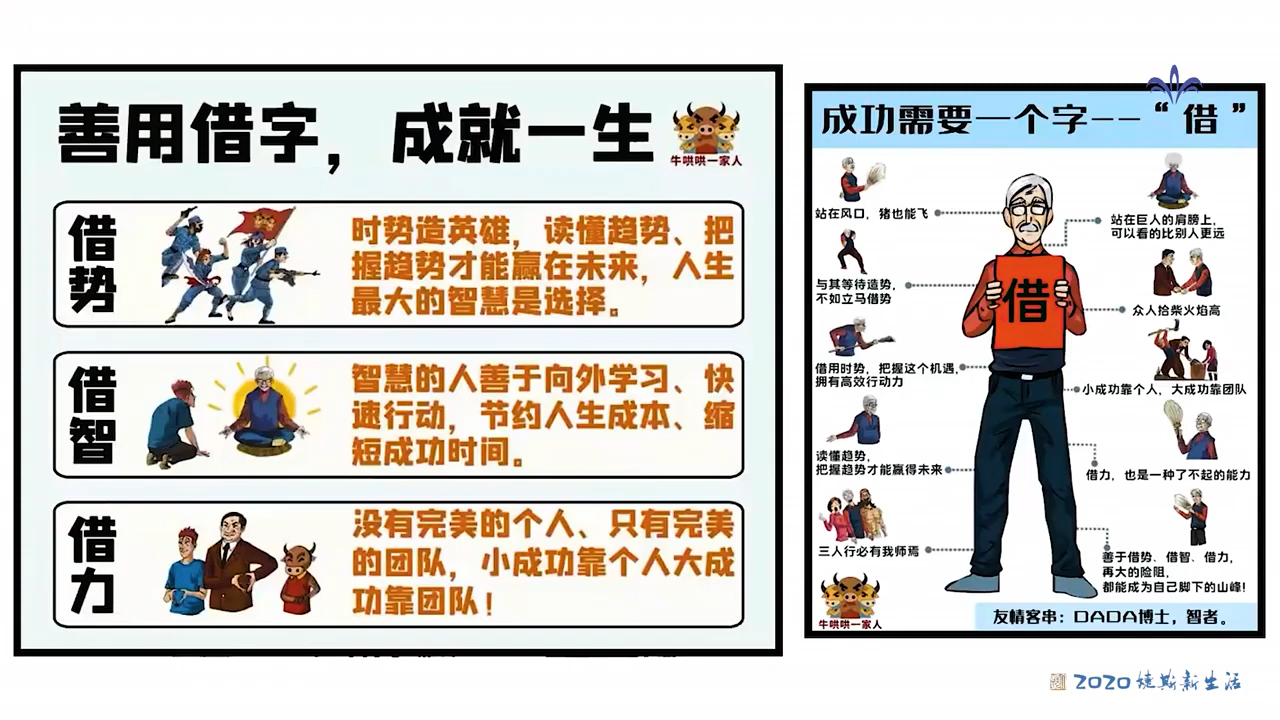 善用借字，成就一生
牛哄哄一家人
借势
时势造英雄，读懂趋势、把
握趋势才能赢在未来，人生
最大的智慧是选择。
借智
智慧的人善于向外学习、快
速行动，节约人生成本、缩
短成功时间。
借力
没有完美的个人、只有完美
的团队，小成功靠个人大成
功靠团队！
成功需要一个字--“借”
站在风口，猪也能飞
与其等待造势，
不如立马借势
借用时势，把握这个机遇，
拥有高效行动力
读懂趋势，
把握趋势才能赢得未来
三人行必有我师焉
借
站在巨人的肩膀上，
可以看的比别人更远
众人拾柴火焰高
小成功靠个人，大成功靠团队
借力，也是一种了不起的能力
善于借势、借智、借力，
再大的险阻，
都能成为自己脚下的山峰!
牛哄哄一家人
友情客串：DADA博士，智者。
2020 婕斯新生活